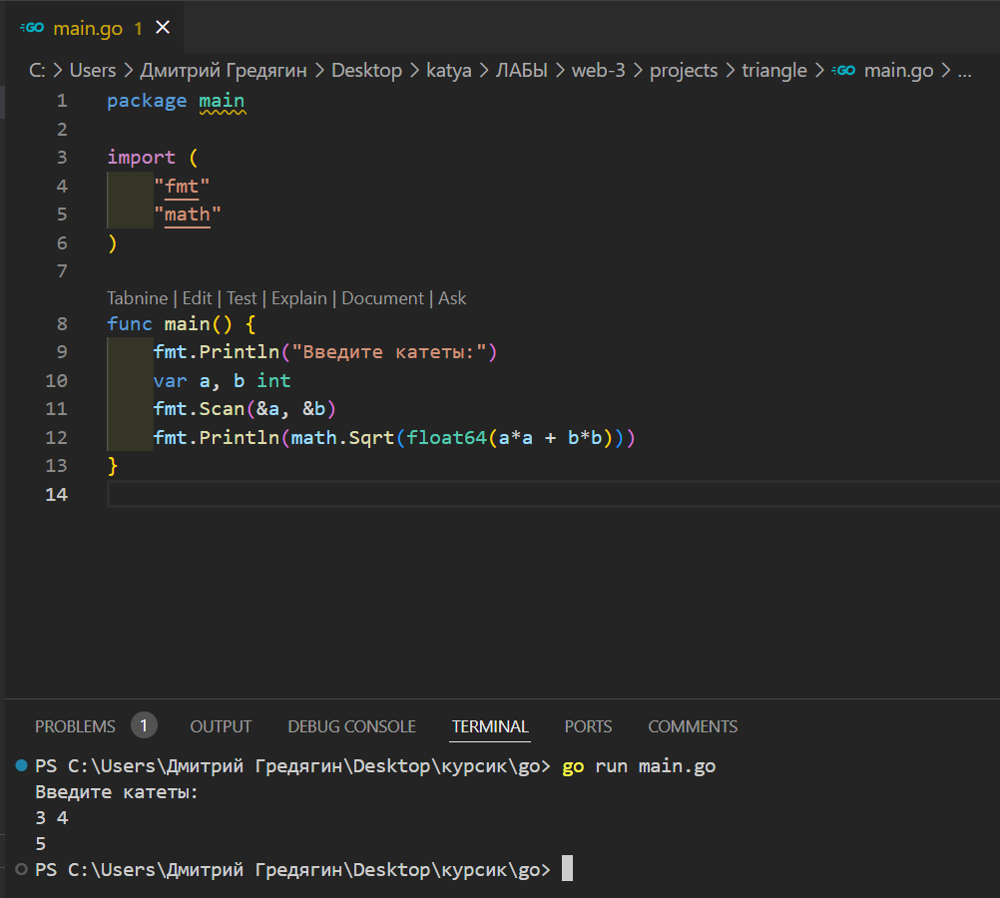 GO main.go 1 ×
C: > Users > Дмитрий Гредягин > Desktop > katya > ЛАБЫ > web-3 > projects > triangle > GO main.go > ...
1 package main
2
3 import (
4 "fmt"
5 "math"
6 )
7
Tabnine | Edit | Test | Explain | Document | Ask
8 func main() {
9 fmt.Println("Введите катеты:")
10 var a, b int
11 fmt.Scan(&a, &b)
12 fmt.Println(math.Sqrt(float64(a*a + b*b)))
13 }
14
PROBLEMS 1 OUTPUT DEBUG CONSOLE TERMINAL PORTS COMMENTS
PS C:\Users\Дмитрий Гредягин\Desktop\курсик\go> go run main.go
Введите катеты:
3 4
5
PS C:\Users\Дмитрий Гредягин\Desktop\курсик\go>